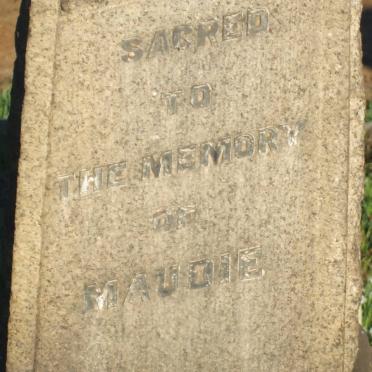 SACRED
TO
THE MEMORY
OF
MAUDIE